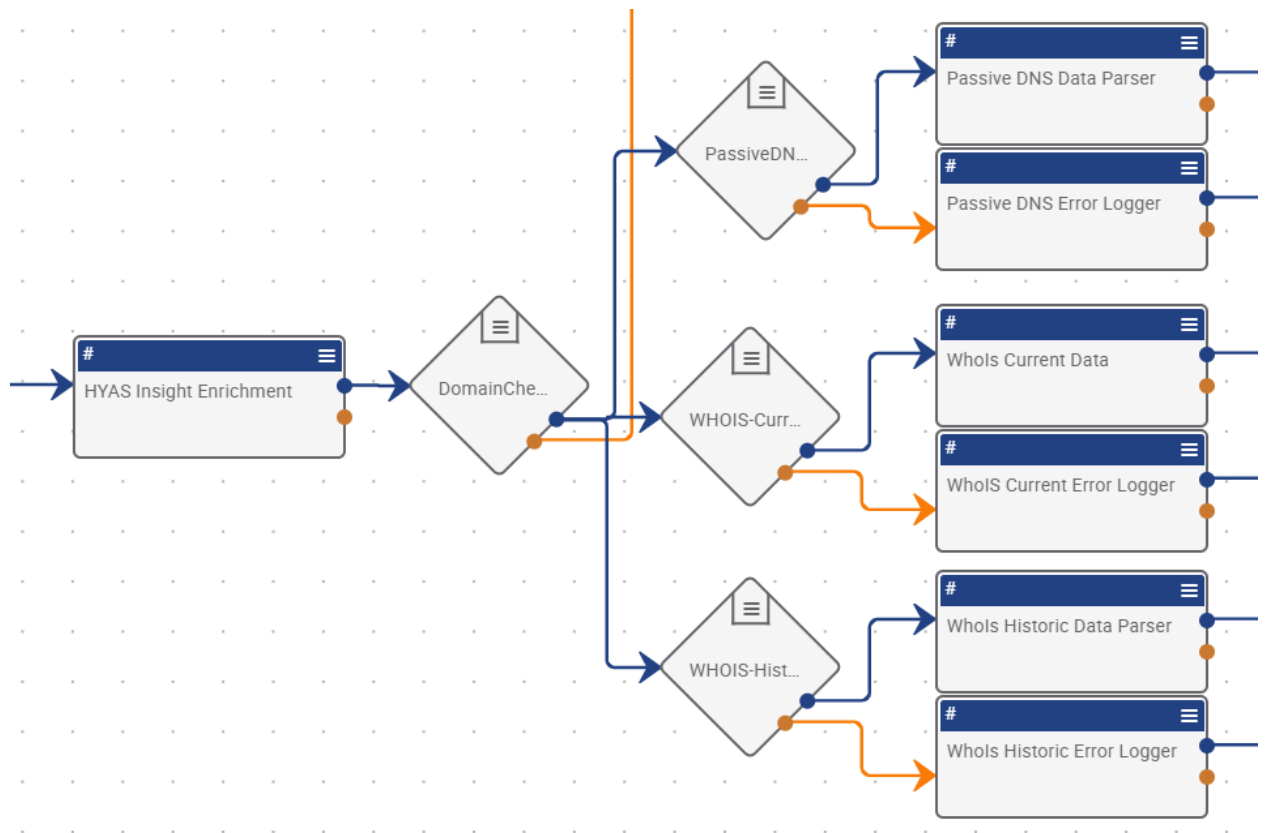 #
HYAS Insight Enrichment
DomainChe...
PassiveDN...
#
Passive DNS Data Parser
#
Passive DNS Error Logger
WHOIS-Curr...
#
WhoIs Current Data
#
WhoIS Current Error Logger
WHOIS-Hist...
#
WhoIs Historic Data Parser
#
WhoIs Historic Error Logger